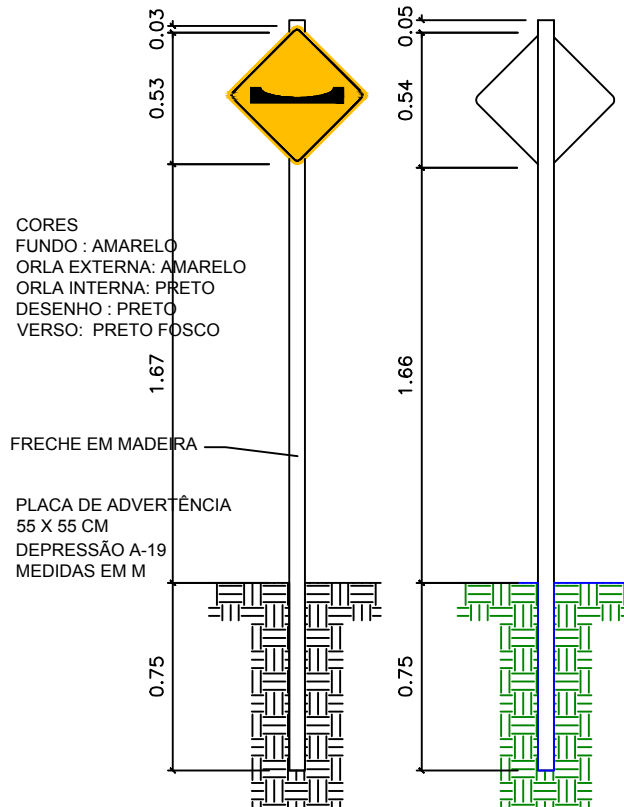 0.03
0.05
0.53
0.54
CORES
FUNDO : AMARELO
ORLA EXTERNA: AMARELO
ORLA INTERNA: PRETO
DESENHO : PRETO
VERSO: PRETO FOSCO
1.67
1.66
FRECHE EM MADEIRA
PLACA DE ADVERTÊNCIA
55 X 55 CM
DEPRESSÃO A-19
MEDIDAS EM M
0.75
0.75